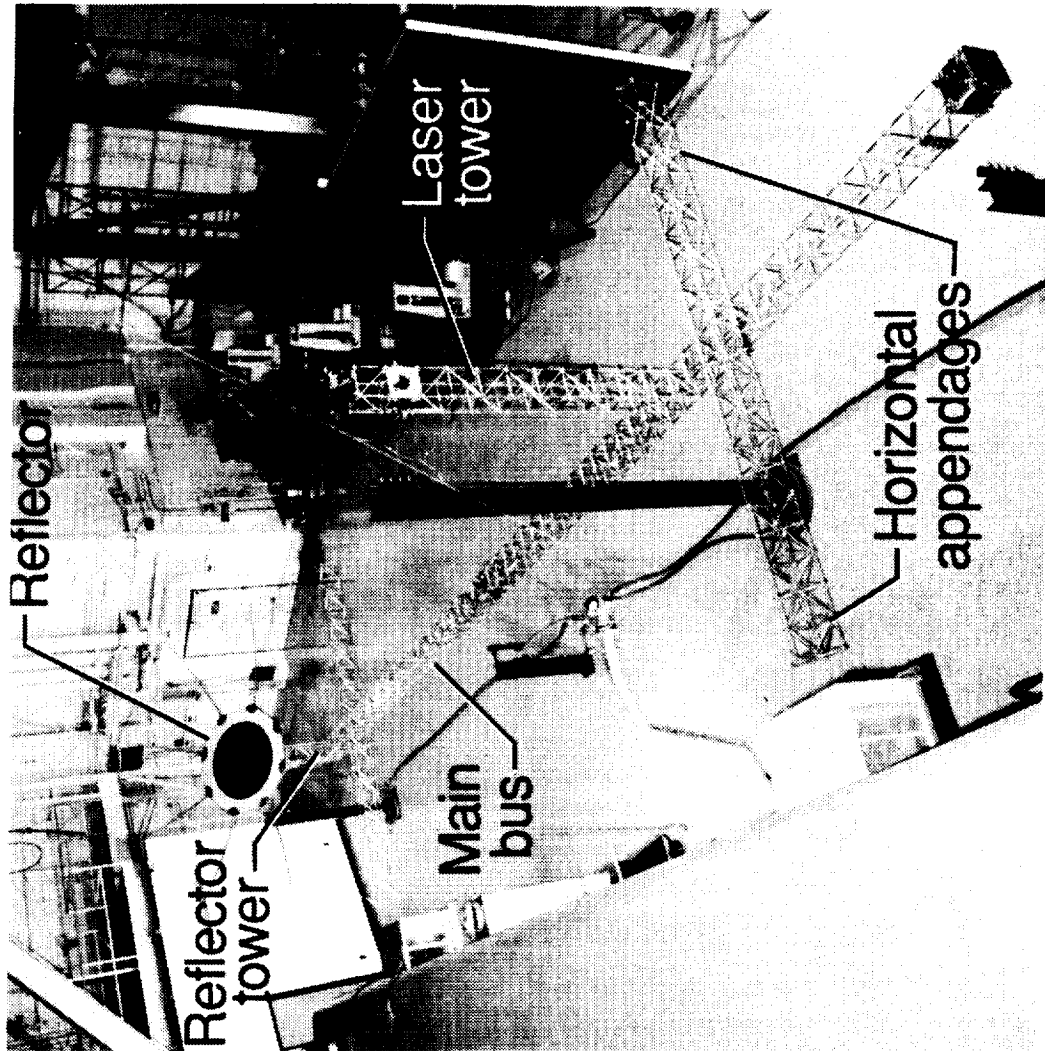 Reflector
Laser
tower
Reflector
tower
Main
bus
Horizontal
appendages